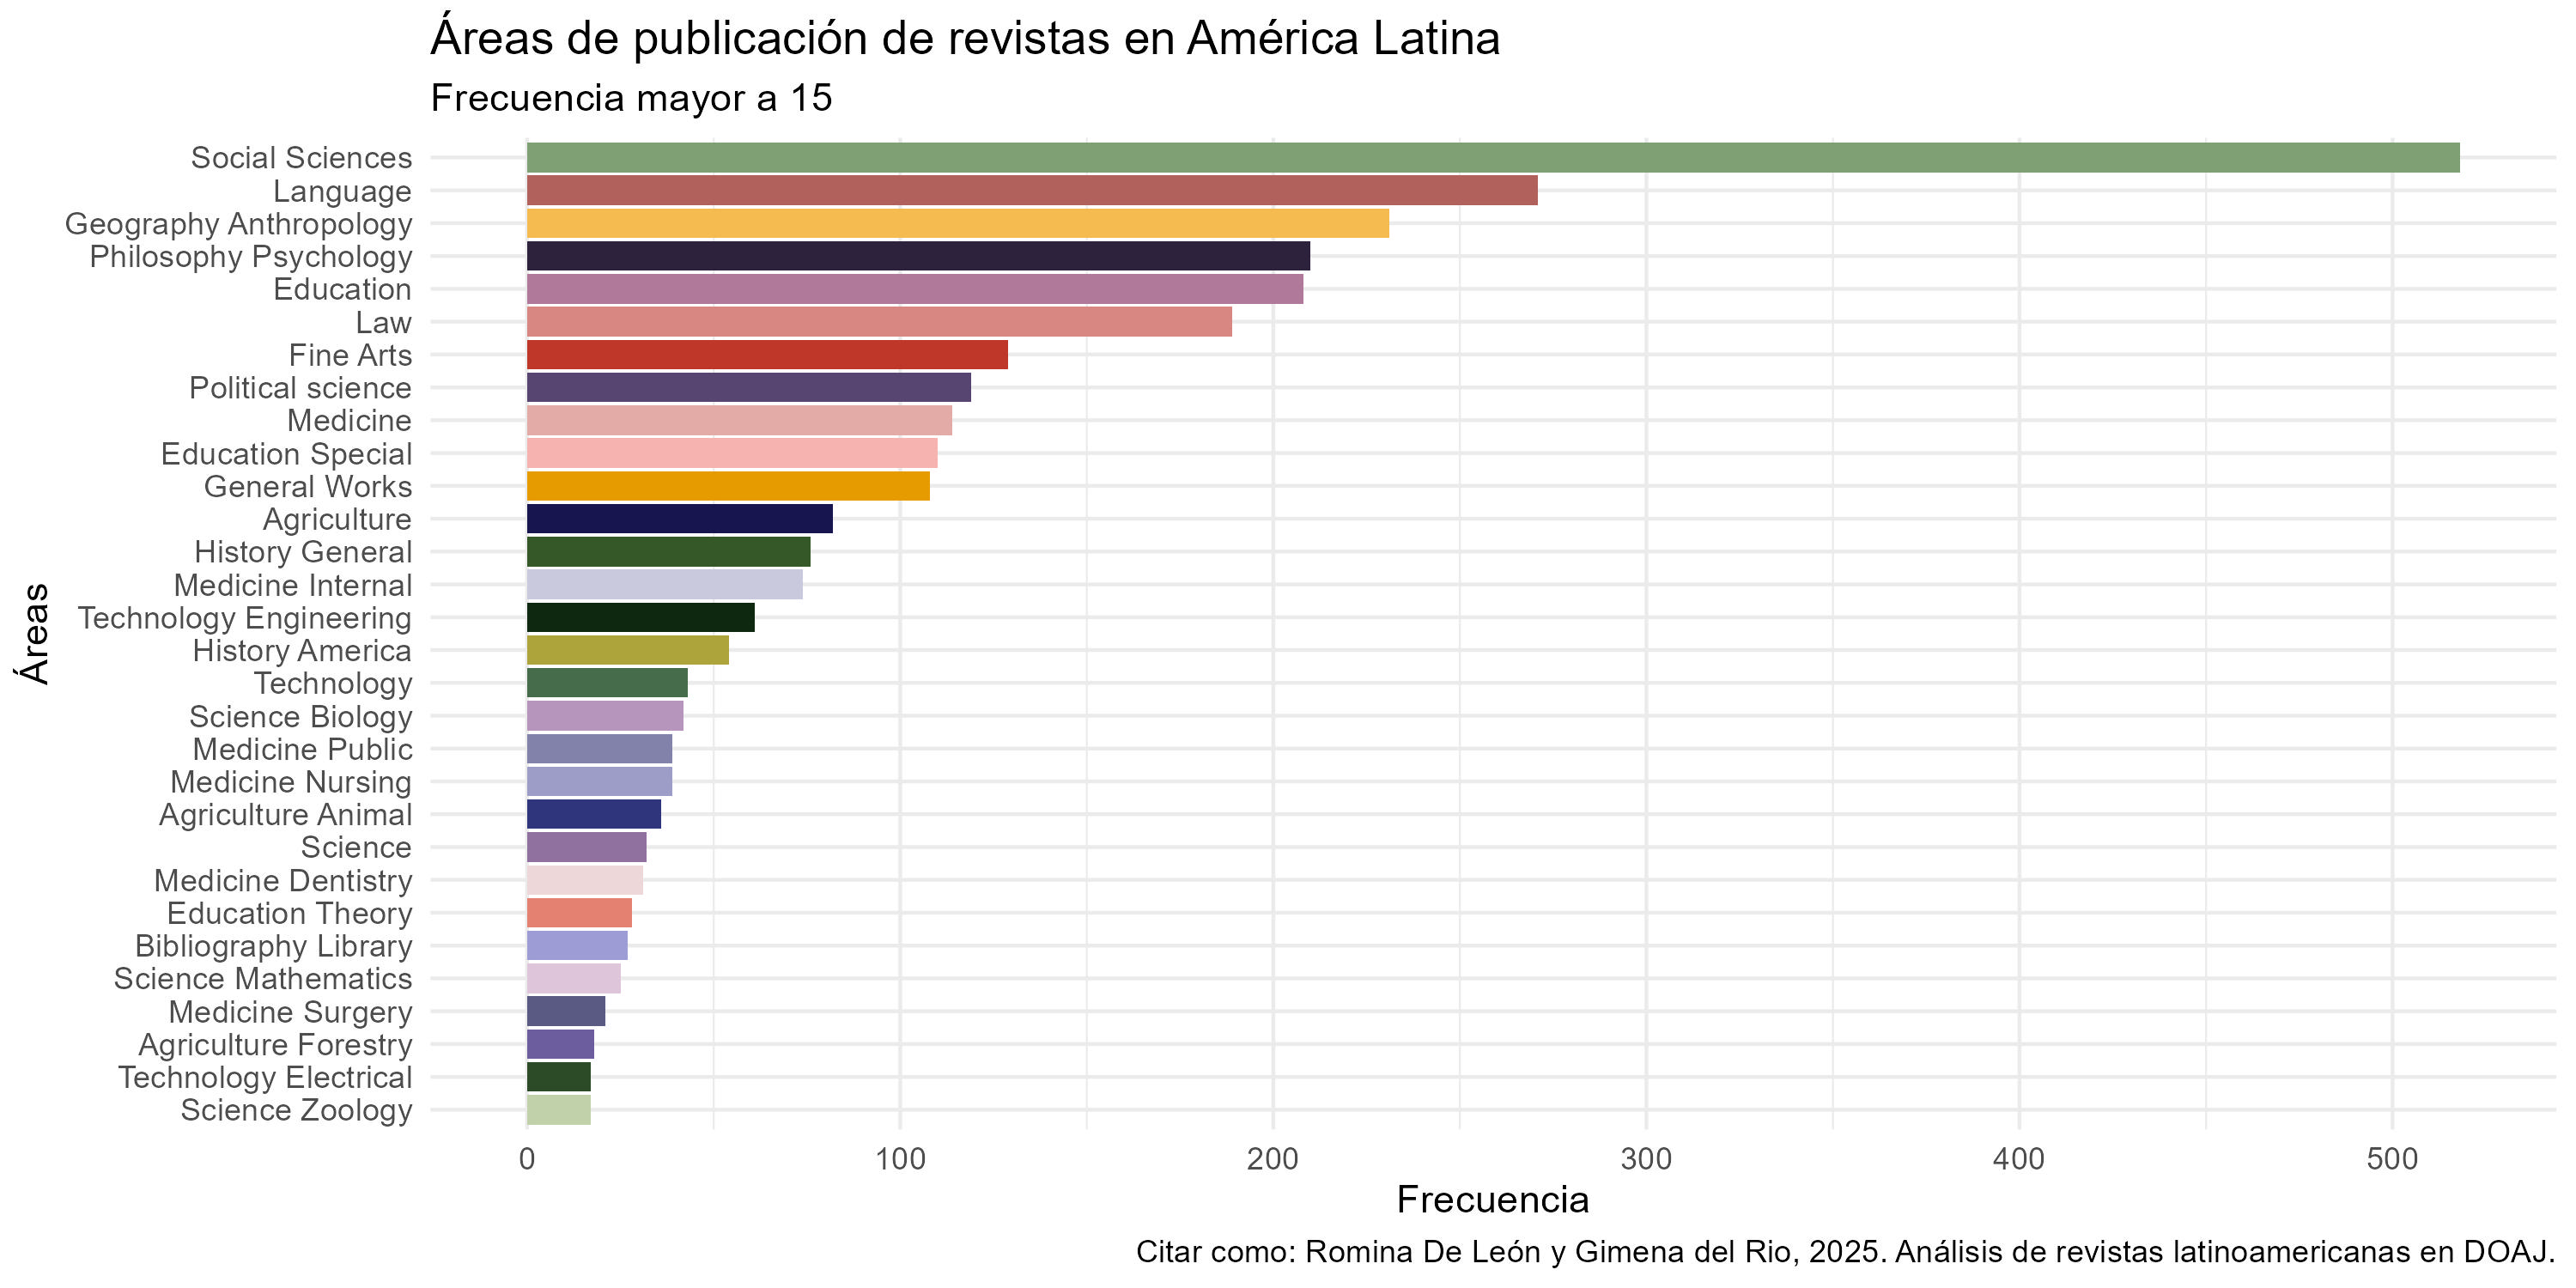 Áreas de publicación de revistas en América Latina
Frecuencia mayor a 15
Áreas
Social Sciences
Language
Geography Anthropology
Philosophy Psychology
Education
Law
Fine Arts
Political science
Medicine
Education Special
General Works
Agriculture
History General
Medicine Internal
Technology Engineering
History America
Technology
Science Biology
Medicine Public
Medicine Nursing
Agriculture Animal
Science
Medicine Dentistry
Education Theory
Bibliography Library
Science Mathematics
Medicine Surgery
Agriculture Forestry
Technology Electrical
Science Zoology
0 100 200 300 400 500
Frecuencia
Citar como: Romina De León y Gimena del Rio, 2025. Análisis de revistas latinoamericanas en DOAJ.